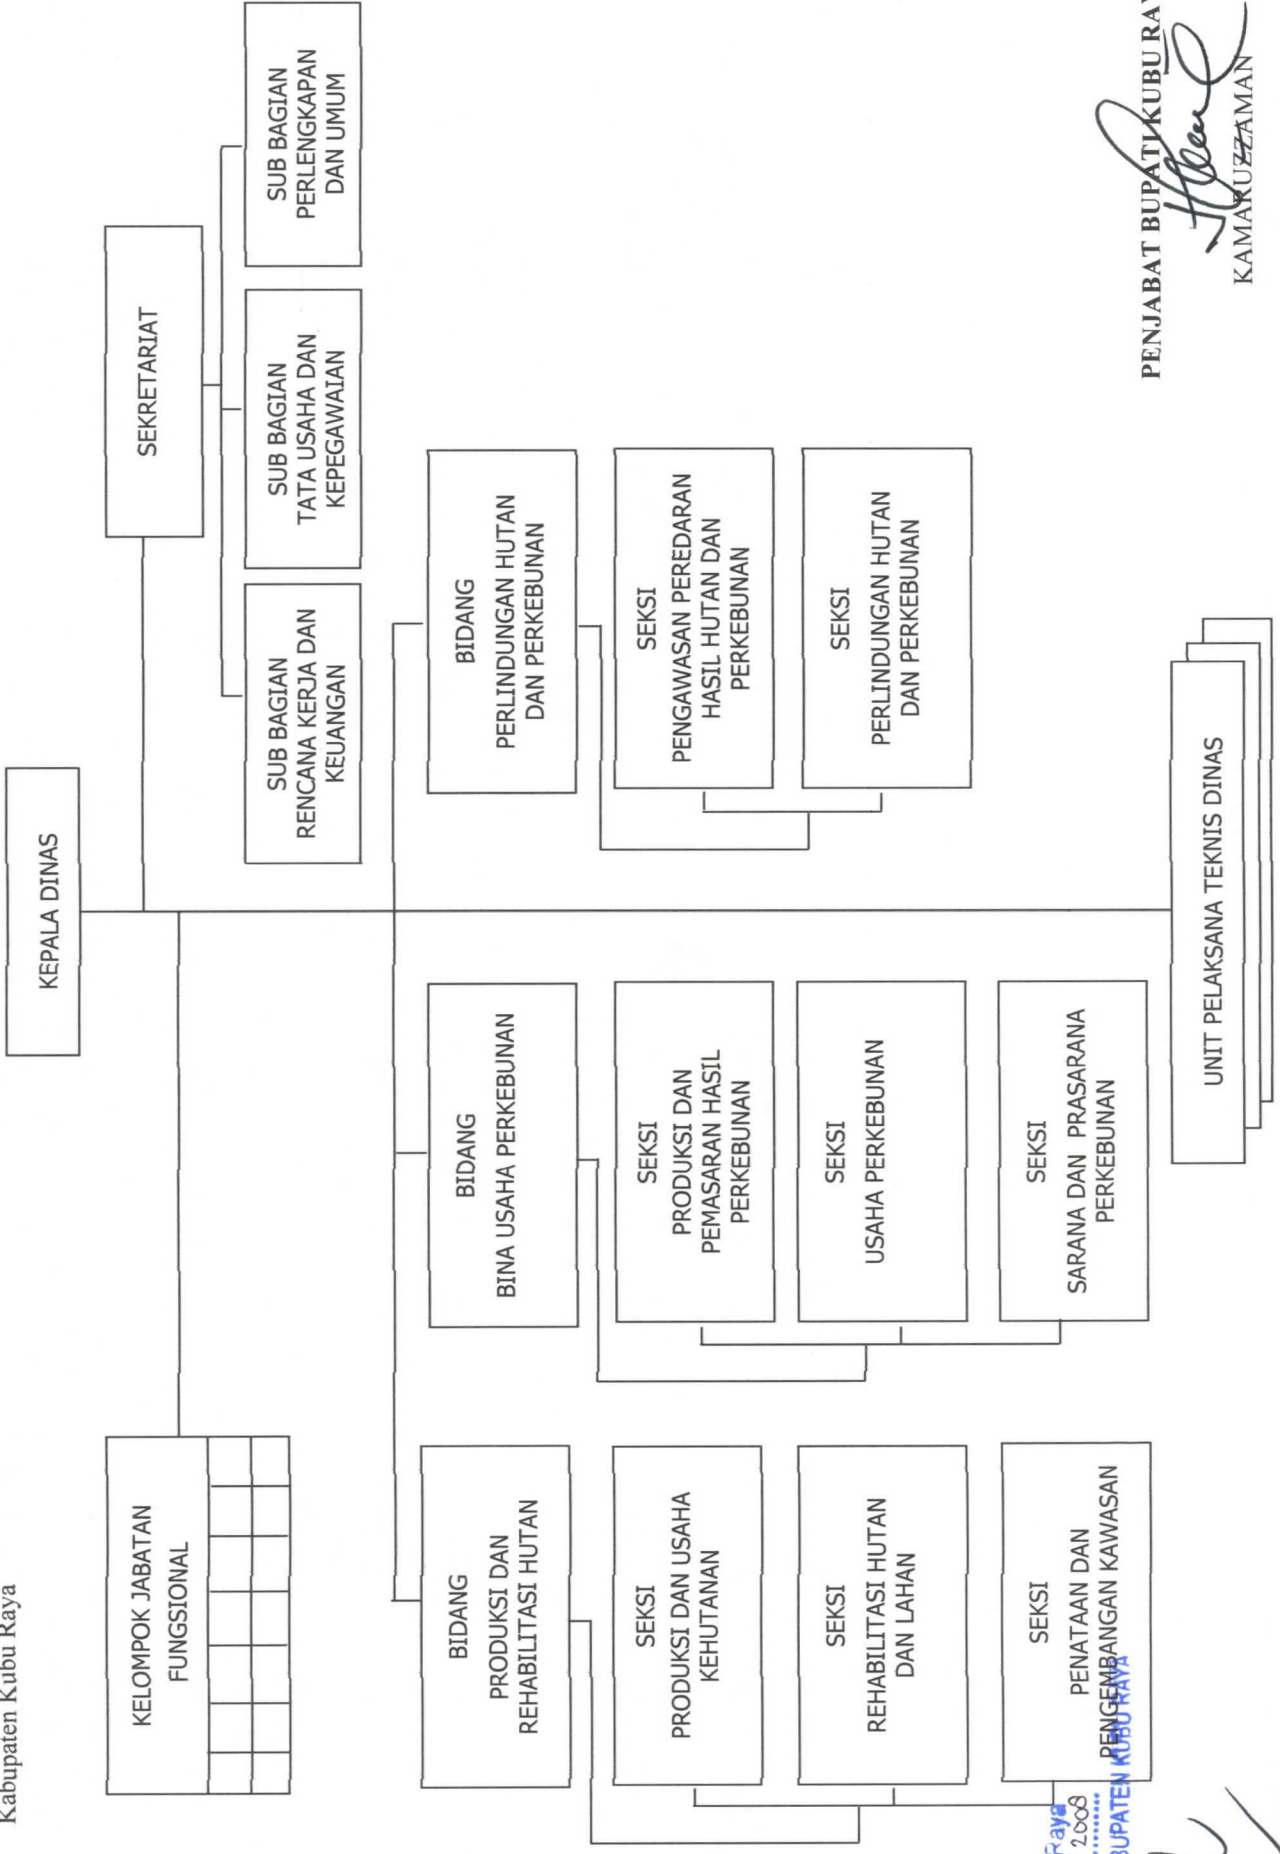 Kabupaten Kubu Raya
KEPALA DINAS
KELOMPOK JABATAN
FUNGSIONAL
SEKRETARIAT
SUB BAGIAN
RENCANA KERJA DAN
KEUANGAN
SUB BAGIAN
TATA USAHA DAN
KEPEGAWAIAN
SUB BAGIAN
PERLENGKAPAN
DAN UMUM
BIDANG
PRODUKSI DAN
REHABILITASI HUTAN
SEKSI
PRODUKSI DAN USAHA
KEHUTANAN
SEKSI
REHABILITASI HUTAN
DAN LAHAN
SEKSI
PENATAAN DAN
PENGEMBANGAN KAWASAN
BIDANG
BINA USAHA PERKEBUNAN
SEKSI
PRODUKSI DAN
PEMASARAN HASIL
PERKEBUNAN
SEKSI
USAHA PERKEBUNAN
SEKSI
SARANA DAN PRASARANA
PERKEBUNAN
BIDANG
PERLINDUNGAN HUTAN
DAN PERKEBUNAN
SEKSI
PENGAWASAN PEREDARAN
HASIL HUTAN DAN
PERKEBUNAN
SEKSI
PERLINDUNGAN HUTAN
DAN PERKEBUNAN
UNIT PELAKSANA TEKNIS DINAS
Raya
2008
KUBU RAYA
PENJABAT BUPATI KUBU
KAMARUZZAMAN